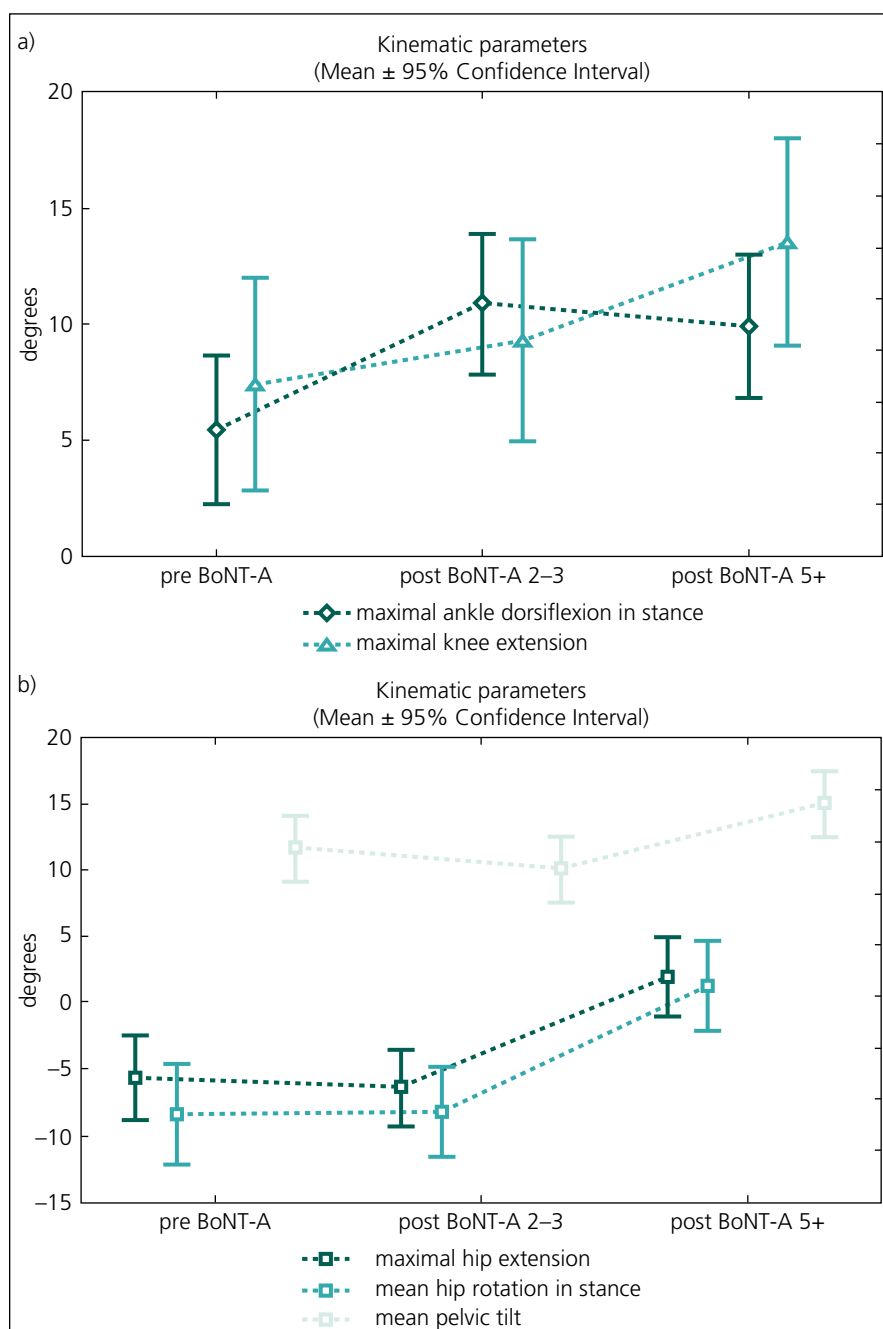 a)
Kinematic parameters
(Mean ± 95% Confidence Interval)
20
15
10
5
0
degrees
pre BoNT-A post BoNT-A 2–3 post BoNT-A 5+
maximal ankle dorsiflexion in stance
maximal knee extension
b)
Kinematic parameters
(Mean ± 95% Confidence Interval)
20
15
10
5
0
–5
–10
–15
degrees
pre BoNT-A post BoNT-A 2–3 post BoNT-A 5+
maximal hip extension
mean hip rotation in stance
mean pelvic tilt